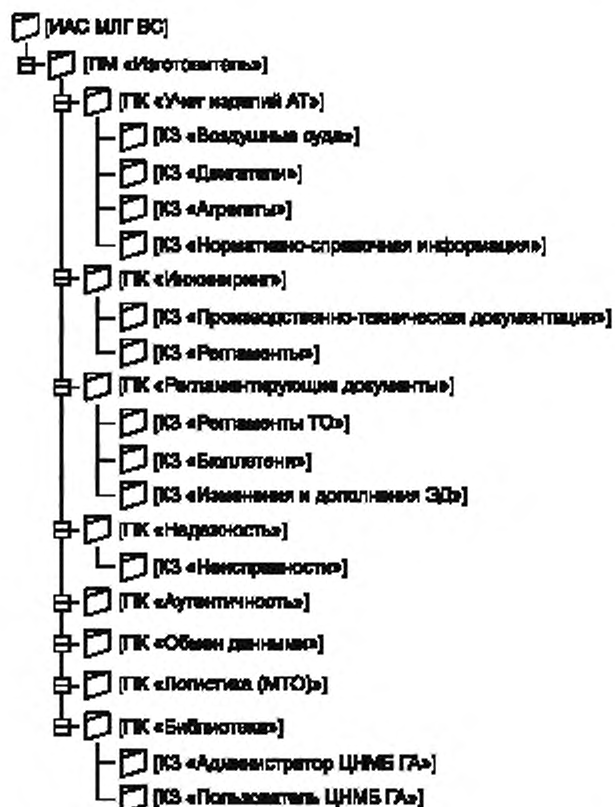 [ИАС МЛГ ВС]
[ПМ «Изготовитель»]
[ПК «Учет изделий АТ»]
[КЗ «Воздушные суда»]
[КЗ «Двигатели»]
[КЗ «Агрегаты»]
[КЗ «Нормативно-справочная информация»]
[ПК «Инжиниринг»]
[КЗ «Производственно-техническая документация»]
[КЗ «Регламенты»]
[ПК «Регламентирующие документы»]
[КЗ «Регламенты ТО»]
[КЗ «Бюллетени»]
[КЗ «Изменения и дополнения ЭД»]
[ПК «Надежность»]
[КЗ «Неисправности»]
[ПК «Аутентичность»]
[ПК «Обмен данными»]
[ПК «Логистика (МТО)»]
[ПК «Библиотека»]
[КЗ «Администратор ЦНМБ ГА»]
[КЗ «Пользователь ЦНМБ ГА»]